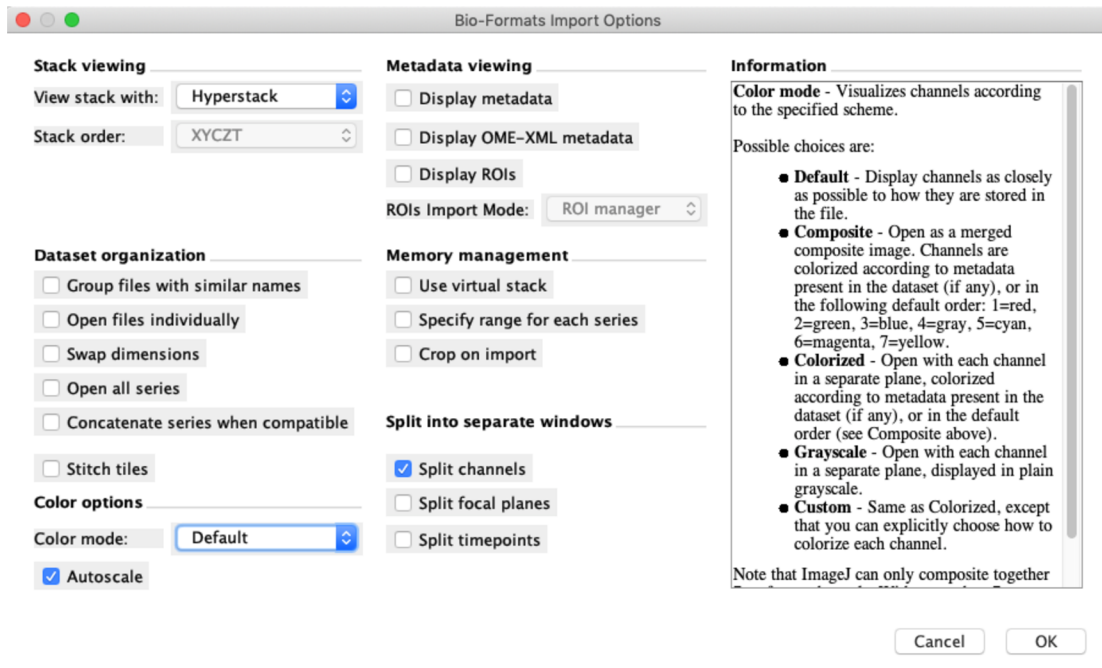 Bio-Formats Import Options
Stack viewing
View stack with: Hyperstack
Stack order: XYCZT
Metadata viewing
Display metadata
Display OME-XML metadata
Display ROIs
ROIs Import Mode: ROI manager
Dataset organization
Group files with similar names
Open files individually
Swap dimensions
Open all series
Concatenate series when compatible
Stitch tiles
Memory management
Use virtual stack
Specify range for each series
Crop on import
Color options
Color mode: Default
Autoscale
Split into separate windows
Split channels
Split focal planes
Split timepoints
Information
Color mode - Visualizes channels according
to the specified scheme.
Possible choices are:
● Default - Display channels as closely
as possible to how they are stored in
the file.
● Composite - Open as a merged
composite image. Channels are
colorized according to metadata
present in the dataset (if any), or in
the following default order: 1=red,
2=green, 3=blue, 4=gray, 5=cyan,
6=magenta, 7=yellow.
● Colorized - Open with each channel
in a separate plane, colorized
according to metadata present in the
dataset (if any), or in the default
order (see Composite above).
● Grayscale - Open with each channel
in a separate plane, displayed in plain
grayscale.
● Custom - Same as Colorized, except
that you can explicitly choose how to
colorize each channel.
Note that ImageJ can only composite together
Cancel
OK